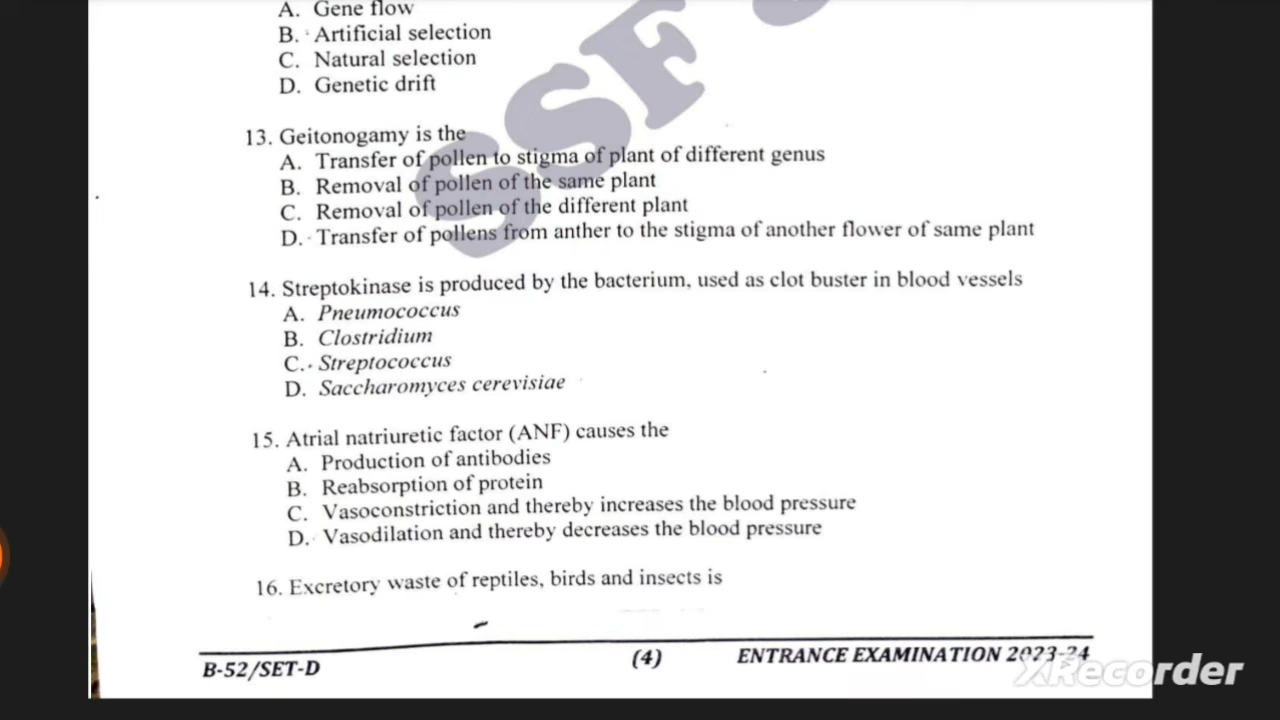 A. Gene flow
B. Artificial selection
C. Natural selection
D. Genetic drift
13. Geitonogamy is the
A. Transfer of pollen to stigma of plant of different genus
B. Removal of pollen of the same plant
C. Removal of pollen of the different plant
D. Transfer of pollens from anther to the stigma of another flower of same plant
14. Streptokinase is produced by the bacterium, used as clot buster in blood vessels
A. Pneumococcus
B. Clostridium
C. Streptococcus
D. Saccharomyces cerevisiae
15. Atrial natriuretic factor (ANF) causes the
A. Production of antibodies
B. Reabsorption of protein
C. Vasoconstriction and thereby increases the blood pressure
D. Vasodilation and thereby decreases the blood pressure
16. Excretory waste of reptiles, birds and insects is
B-52/SET-D (4) ENTRANCE EXAMINATION 2023-24
XRecorder
SSF